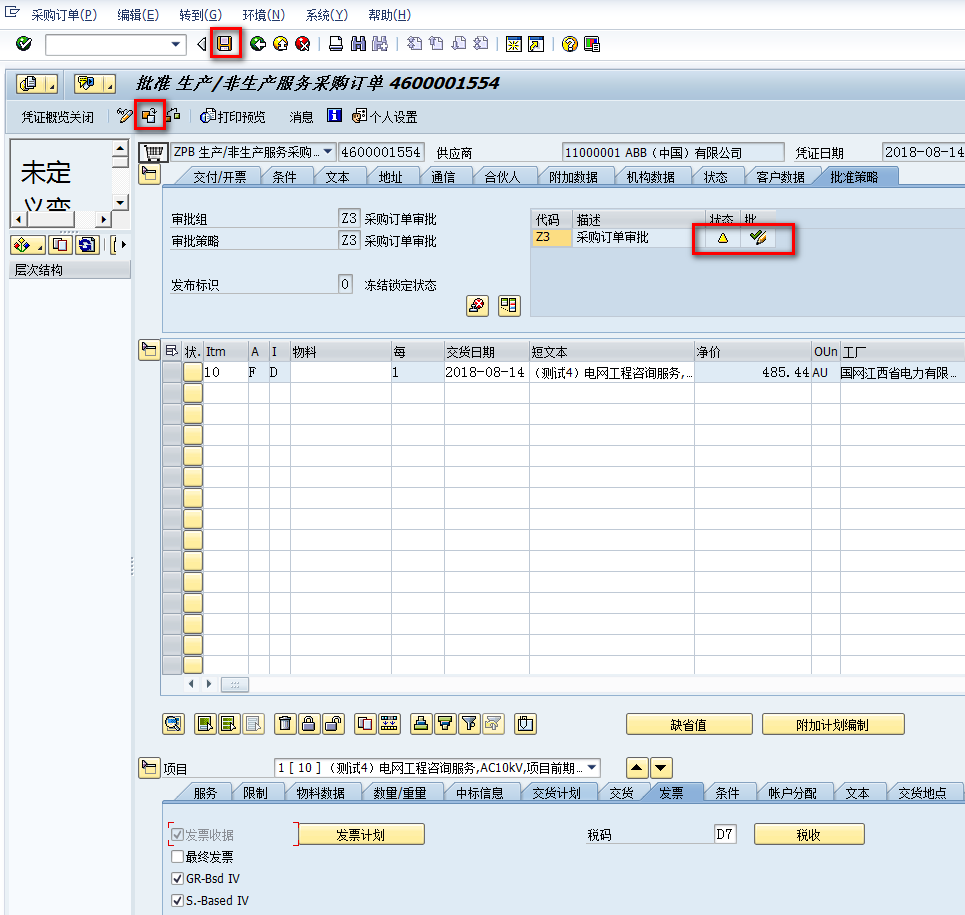 采购订单(P) 编辑(E) 转到(G) 环境(N) 系统(Y) 帮助(H)
批准 生产/非生产服务采购订单 4600001554
凭证概览关闭 打印预览 消息 个人设置
未定
义变
层次结构
ZPB 生产/非生产服务采购... 4600001554 供应商 11000001 ABB（中国）有限公司 凭证日期 2018-08-14
交付/开票 条件 文本 地址 通信 合伙人 附加数据 机构数据 状态 客户数据 批准策略
审批组 Z3 采购订单审批
审批策略 Z3 采购订单审批
发布标识 0 冻结锁定状态
代码 描述 状态 批
Z3 采购订单审批
状. Itm A I 物料 每 交货日期 短文本 净价 OUn 工厂
10 F D 1 2018-08-14 （测试4）电网工程咨询服务,... 485.44 AU 国网江西省电力有限...
缺省值 附加计划编制
项目 1 [ 10 ]（测试4）电网工程咨询服务,AC10kV,项目前期...
服务 限制 物料数据 数量/重量 中标信息 交货计划 交货 发票 条件 帐户分配 文本 交货地点
发票收据 发票计划 税码 D7 税收
最终发票
GR-Bsd IV
S.-Based IV